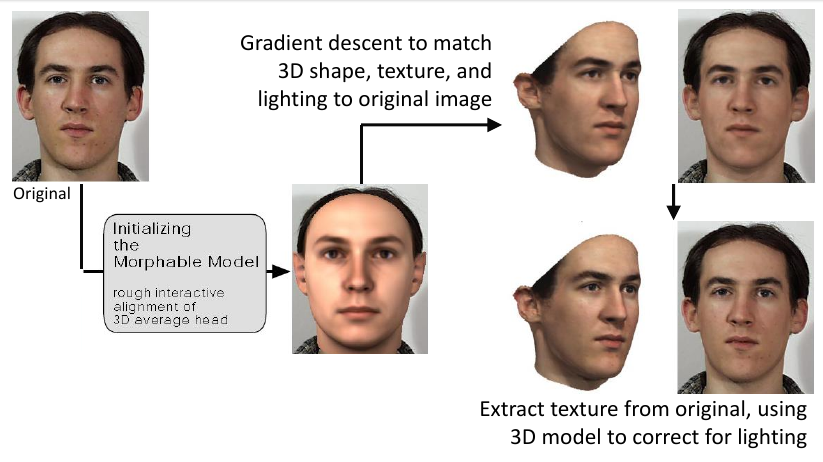 Original
Initializing
the
Morphable Model
rough interactive
alignment of
3D average head
Gradient descent to match
3D shape, texture, and
lighting to original image
Extract texture from original, using
3D model to correct for lighting